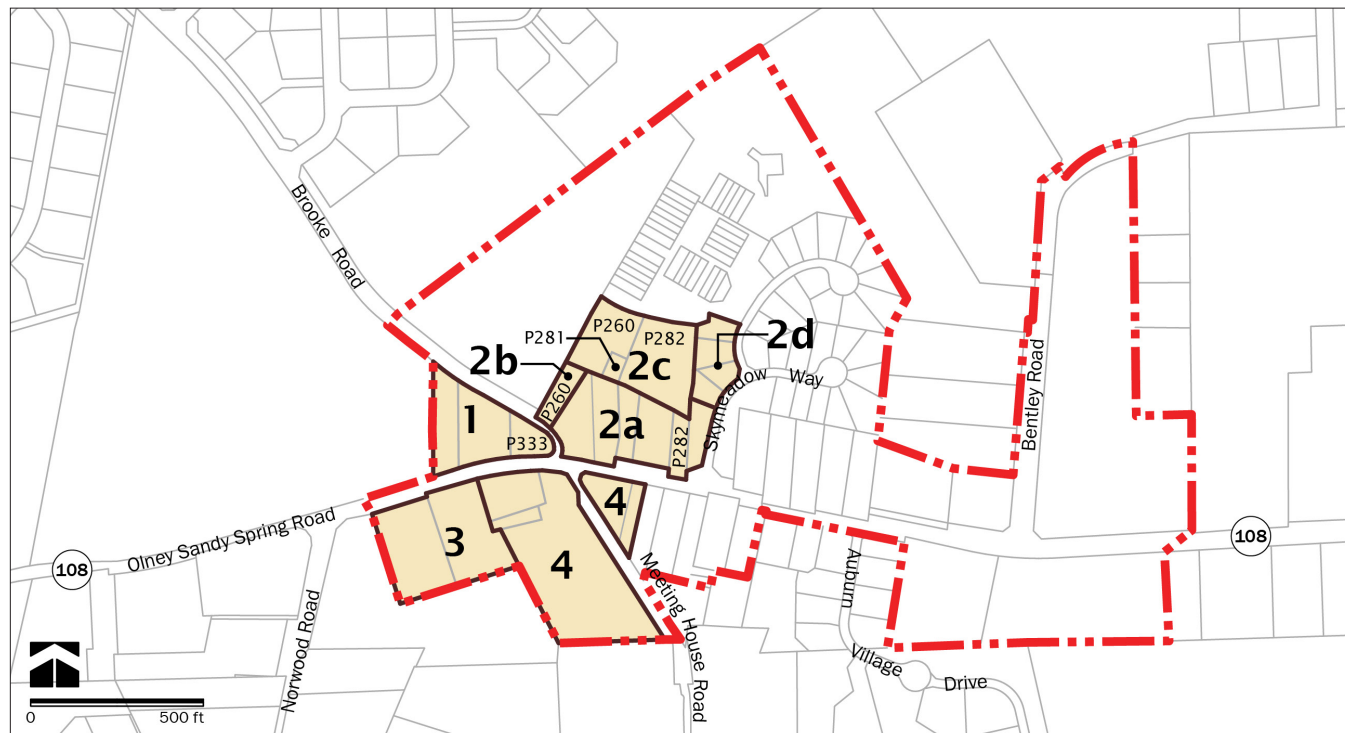 Brooke Road
P260
P281
P282
2d
2b
2c
Skymeadow Way
P260
1
2a
P333
P282
Bentley Road
4
Olney Sandy Spring Road
3
108
108
4
Meeting House Road
Auburn Village Drive
Norwood Road
0
500 ft